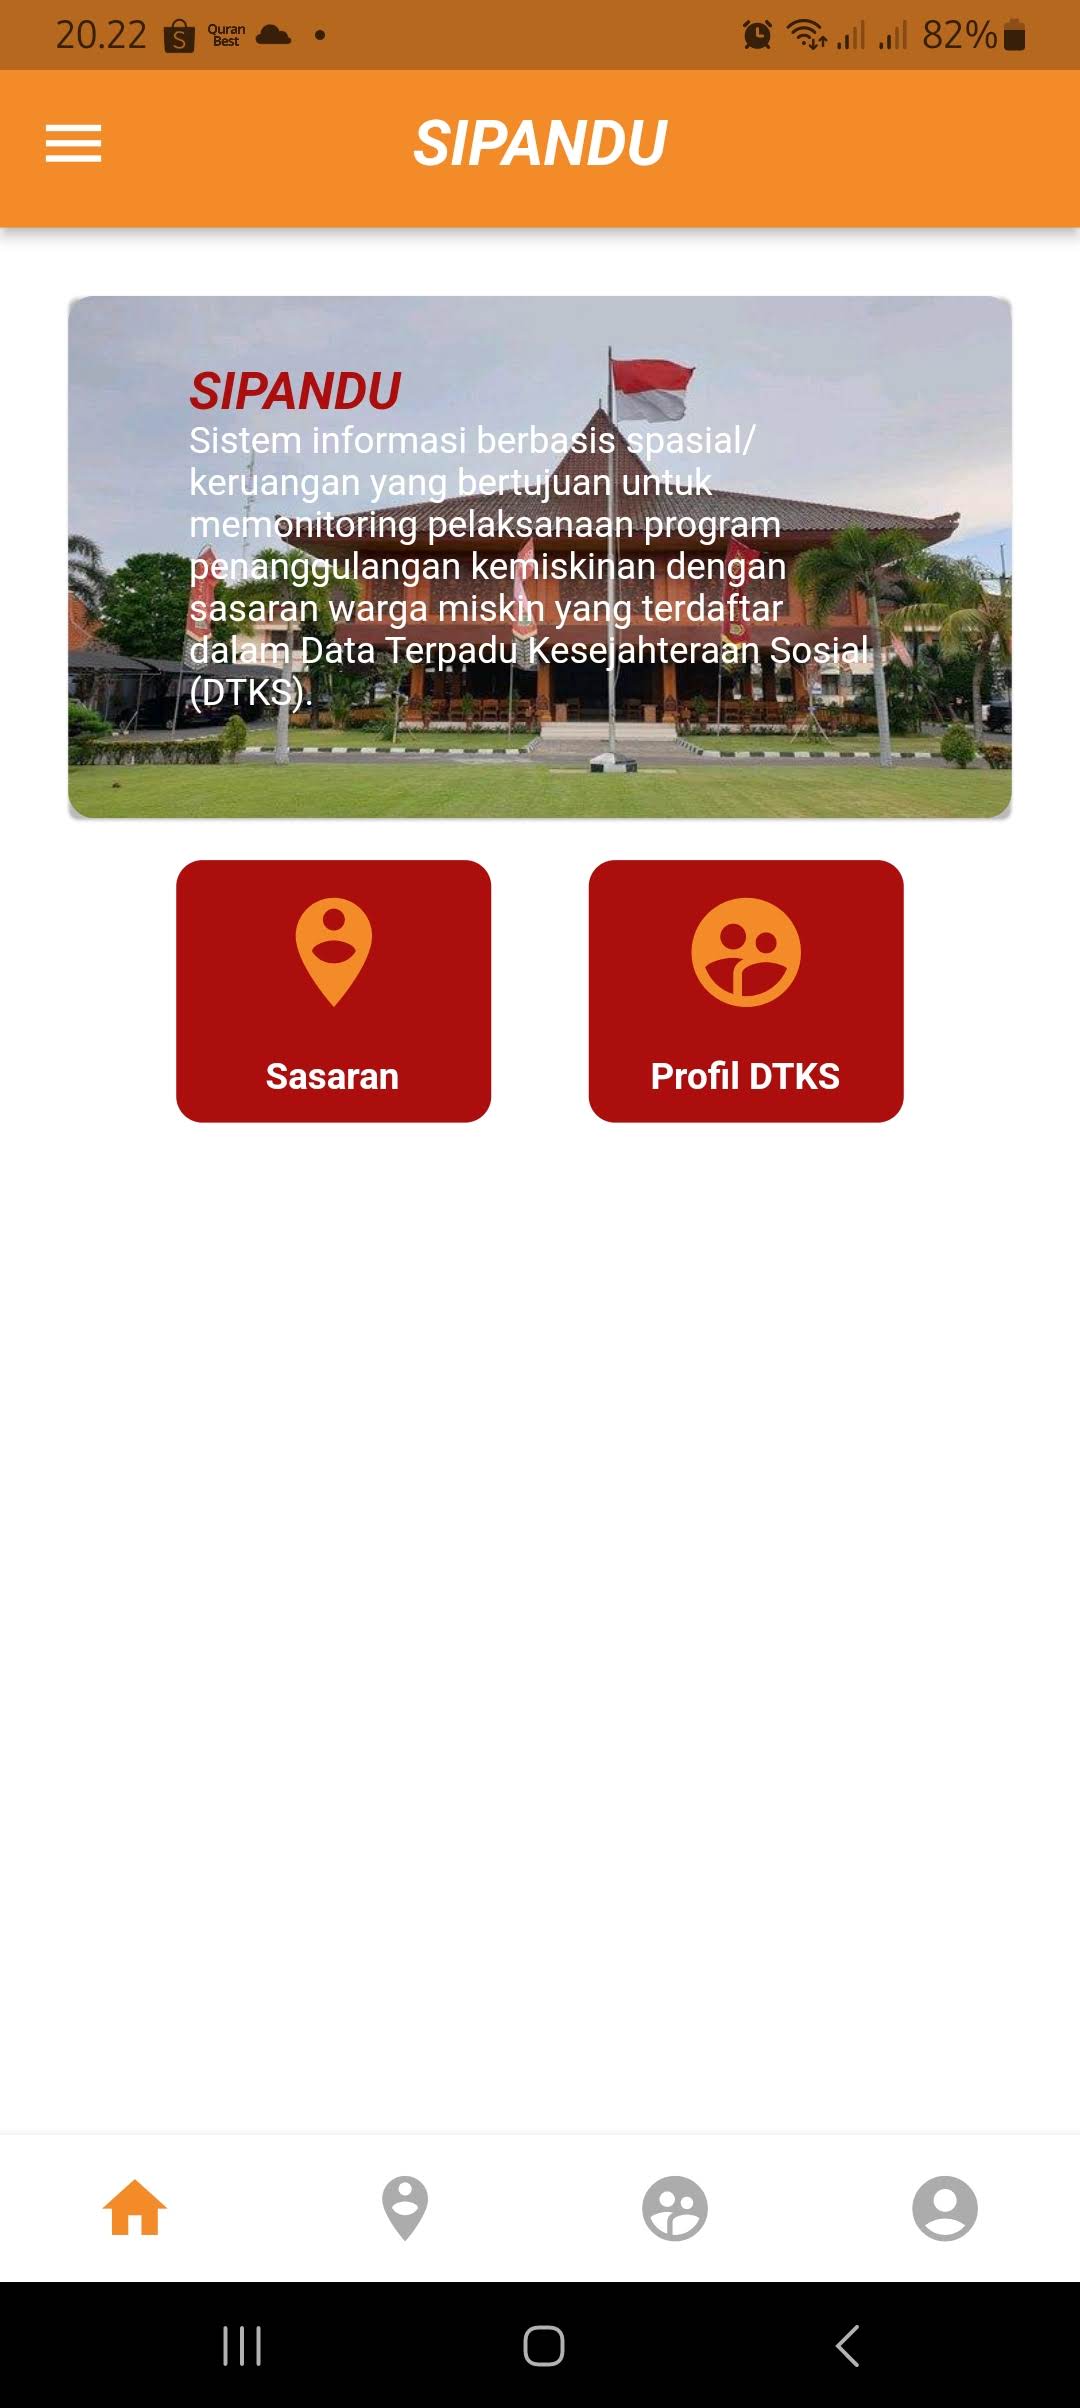 20.22 S Quran Best 82%
SIPANDU
SIPANDU
Sistem informasi berbasis spasial/
keruangan yang bertujuan untuk
memonitoring pelaksanaan program
penanggulangan kemiskinan dengan
sasaran warga miskin yang terdaftar
dalam Data Terpadu Kesejahteraan Sosial
(DTKS).
Sasaran
Profil DTKS